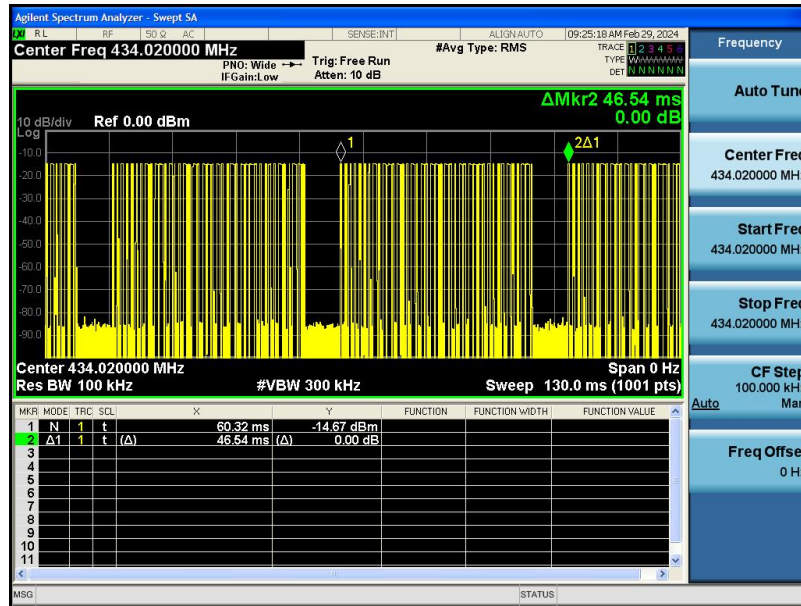 Agilent Spectrum Analyzer - Swept SA
LXI RL RF 50 Ω AC SENSE:INT ALIGNAUTO 09:25:18 AM Feb 29, 2024
Center Freq 434.020000 MHz #Avg Type: RMS TRACE 1 2 3 4 5 6
PNO: Wide Trig: Free Run TYPE
IFGain:Low Atten: 10 dB DET N N N N N N
ΔMkr2 46.54 ms
10 dB/div Ref 0.00 dBm 0.00 dB
Log
1 2Δ1
-10.0
-20.0
-30.0
-40.0
-50.0
-60.0
-70.0
-80.0
-90.0
Center 434.020000 MHz Span 0 Hz
Res BW 100 kHz #VBW 300 kHz Sweep 130.0 ms (1001 pts)
MKR MODE TRC SCL X Y FUNCTION FUNCTION WIDTH FUNCTION VALUE
1 N 1 t 60.32 ms -14.67 dBm
2 Δ1 1 t (Δ) 46.54 ms (Δ) 0.00 dB
3
4
5
6
7
8
9
10
11
MSG STATUS
Frequency
Auto Tune
Center Freq
434.020000 MHz
Start Freq
434.020000 MHz
Stop Freq
434.020000 MHz
CF Step
100.000 kH
Auto Man
Freq Offse
0 H